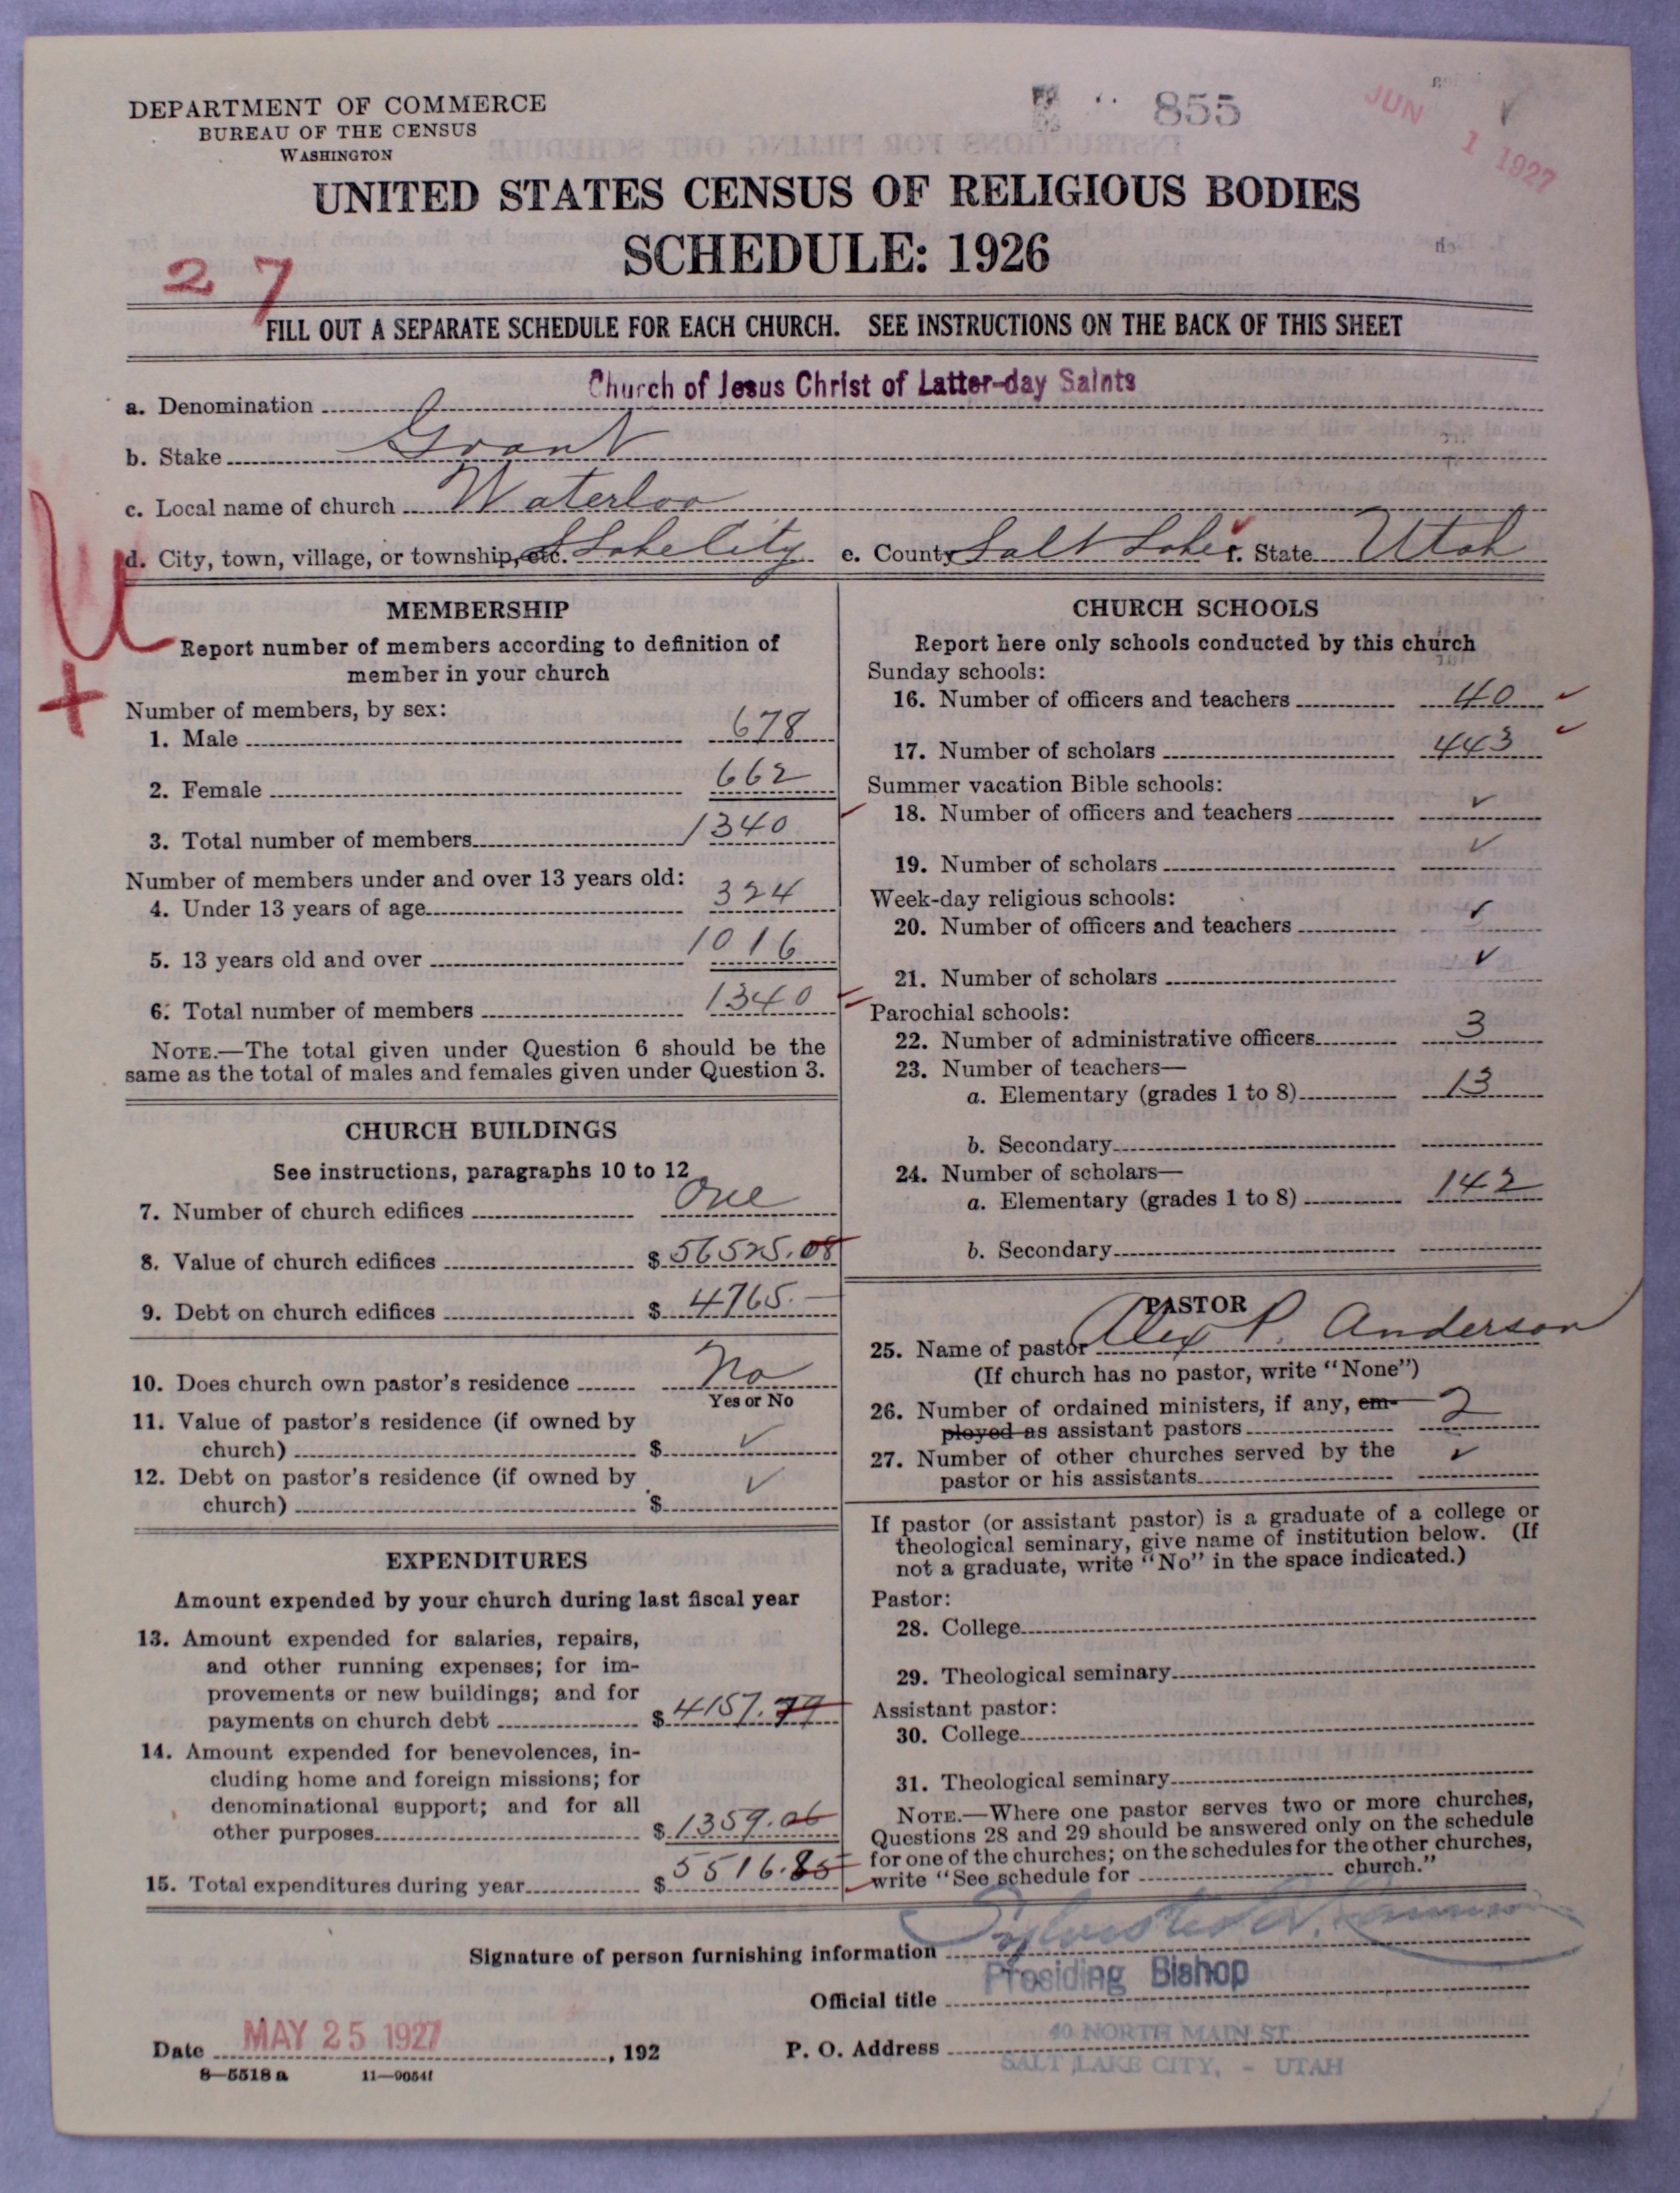 DEPARTMENT OF COMMERCE
BUREAU OF THE CENSUS
WASHINGTON
855
JUN 1 1927
UNITED STATES CENSUS OF RELIGIOUS BODIES
SCHEDULE: 1926
27
FILL OUT A SEPARATE SCHEDULE FOR EACH CHURCH. SEE INSTRUCTIONS ON THE BACK OF THIS SHEET
a. Denomination Church of Jesus Christ of Latter-day Saints
b. Stake Grant
c. Local name of church Waterloo
d. City, town, village, or township, etc. S Lake City e. County Salt Lake f. State Utah
MEMBERSHIP
Report number of members according to definition of
member in your church
Number of members, by sex:
1. Male 678
2. Female 662
3. Total number of members 1340
Number of members under and over 13 years old:
4. Under 13 years of age 324
5. 13 years old and over 1016
6. Total number of members 1340
NOTE.—The total given under Question 6 should be the
same as the total of males and females given under Question 3.
CHURCH BUILDINGS
See instructions, paragraphs 10 to 12
7. Number of church edifices One
8. Value of church edifices $ 56525.08
9. Debt on church edifices $ 4765.—
10. Does church own pastor's residence No
Yes or No
11. Value of pastor's residence (if owned by
church) $ ✓
12. Debt on pastor's residence (if owned by
church) $ ✓
EXPENDITURES
Amount expended by your church during last fiscal year
13. Amount expended for salaries, repairs,
and other running expenses; for im-
provements or new buildings; and for
payments on church debt $ 4157.79
14. Amount expended for benevolences, in-
cluding home and foreign missions; for
denominational support; and for all
other purposes $ 1359.06
15. Total expenditures during year $ 5516.85
CHURCH SCHOOLS
Report here only schools conducted by this church
Sunday schools:
16. Number of officers and teachers 40
17. Number of scholars 443
Summer vacation Bible schools:
18. Number of officers and teachers ✓
19. Number of scholars ✓
Week-day religious schools:
20. Number of officers and teachers ✓
21. Number of scholars ✓
Parochial schools:
22. Number of administrative officers 3
23. Number of teachers—
a. Elementary (grades 1 to 8) 13
b. Secondary
24. Number of scholars—
a. Elementary (grades 1 to 8) 142
b. Secondary
PASTOR
25. Name of pastor Alex P. Anderson
(If church has no pastor, write "None")
26. Number of ordained ministers, if any, em-
ployed as assistant pastors 2
27. Number of other churches served by the
pastor or his assistants ✓
If pastor (or assistant pastor) is a graduate of a college or
theological seminary, give name of institution below. (If
not a graduate, write "No" in the space indicated.)
Pastor:
28. College
29. Theological seminary
Assistant pastor:
30. College
31. Theological seminary
NOTE.—Where one pastor serves two or more churches,
Questions 28 and 29 should be answered only on the schedule
for one of the churches; on the schedules for the other churches,
write "See schedule for church."
Signature of person furnishing information Sylvester Q. Cannon
Official title Presiding Bishop
Date MAY 25 1927, 192 P. O. Address 40 NORTH MAIN ST.
SALT LAKE CITY, - UTAH
8—5518 a 11—9054f